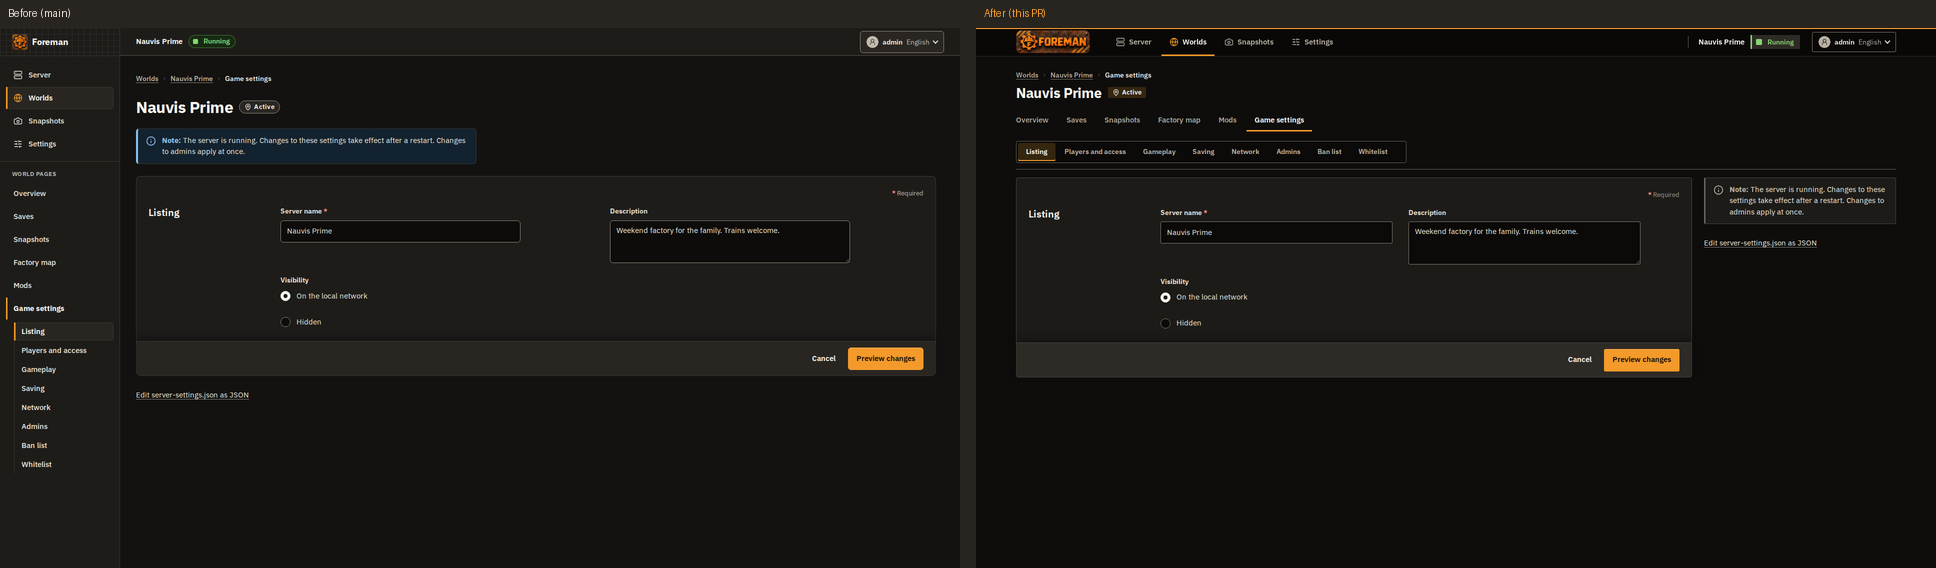 Before (main)
Foreman
Nauvis Prime
Running
admin English
Server
Worlds
Snapshots
Settings
WORLD PAGES
Overview
Saves
Snapshots
Factory map
Mods
Game settings
Listing
Players and access
Gameplay
Saving
Network
Admins
Ban list
Whitelist
Worlds · Nauvis Prime · Game settings
Nauvis Prime
Active
Note: The server is running. Changes to these settings take effect after a restart. Changes
to admins apply at once.
* Required
Listing
Server name *
Nauvis Prime
Description
Weekend factory for the family. Trains welcome.
Visibility
On the local network
Hidden
Cancel
Preview changes
Edit server-settings.json as JSON
After (this PR)
FOREMAN
Server
Worlds
Snapshots
Settings
Nauvis Prime
Running
admin English
Worlds · Nauvis Prime · Game settings
Nauvis Prime
Active
Overview
Saves
Snapshots
Factory map
Mods
Game settings
Listing
Players and access
Gameplay
Saving
Network
Admins
Ban list
Whitelist
* Required
Listing
Server name *
Nauvis Prime
Description
Weekend factory for the family. Trains welcome.
Visibility
On the local network
Hidden
Cancel
Preview changes
Note: The server is running. Changes to these
settings take effect after a restart. Changes to
admins apply at once.
Edit server-settings.json as JSON